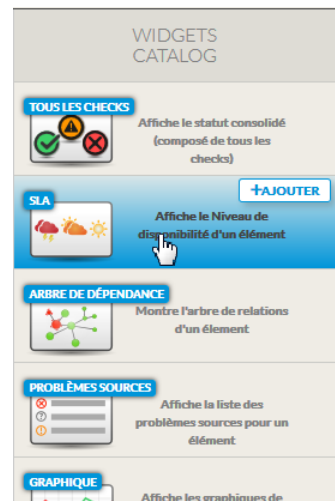 WIDGETS
CATALOG
TOUS LES CHECKS
Affiche le statut consolidé
(composé de tous les
checks)
+AJOUTER
SLA
Affiche le Niveau de
disponibilité d'un élément
ARBRE DE DÉPENDANCE
Montre l'arbre de relations
d'un élement
PROBLÈMES SOURCES
Affiche la liste des
problèmes sources pour un
élément
GRAPHIQUE
Affiche les graphiques de